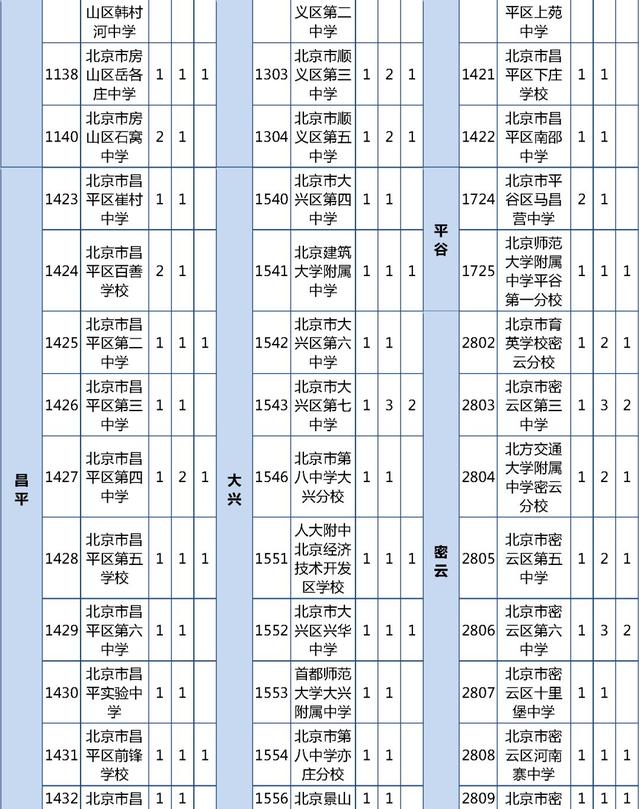 山区韩村
河中学
北京市房
1138 山区岳各 1 1 1
庄中学
北京市房
1140 山区石窝 2 1
中学
昌
平
北京市昌
1423 平区崔村 1 1
中学
北京市昌
1424 平区百善 2 1
学校
北京市昌
1425 平区第二 1 1 1
中学
北京市昌
1426 平区第三 1 1
中学
北京市昌
1427 平区第四 1 2 1
中学
北京市昌
1428 平区第五 1 1 1
学校
北京市昌
1429 平区第六 1 1
中学
北京市昌
1430 平实验中 1 1
学
北京市昌
1431 平区前锋 1 1 1
学校
1432 北京市昌 1 1
义区第二
中学
北京市顺
1303 义区第三 1 2 1
中学
北京市顺
1304 义区第五 1 2 1
中学
大
兴
北京市大
1540 兴区第四 1 1
中学
北京建筑
1541 大学附属 1 1 1
中学
北京市大
1542 兴区第六 1 1
中学
北京市大
1543 兴区第七 1 3 2
中学
北京市第
1546 八中学大 1 1
兴分校
人大附中
1551 北京经济 1 1 1
技术开发
区学校
北京市大
1552 兴区兴华 1 1 1
中学
首都师范
1553 大学大兴 1 1
附属中学
北京市第
1554 八中学亦 1 1
庄分校
1556 北京景山 1 1
平区上苑
中学
北京市昌
1421 平区下庄 1 1
学校
北京市昌
1422 平区南邵 1 1
中学
平
谷
北京市平
1724 谷区马昌 2 1
营中学
北京师范
1725 大学附属 1 1 1
中学平谷
第一分校
密
云
北京市育
2802 英学校密 1 2 1
云分校
北京市密
2803 云区第三 1 3 2
中学
北方交通
2804 大学附属 1 2 1
中学密云
分校
北京市密
2805 云区第五 1 2 1
中学
北京市密
2806 云区第六 1 3 2
中学
北京市密
2807 云区十里 1 1
堡中学
北京市密
2808 云区河南 1 1 1
寨中学
2809 北京市密 1 1 1